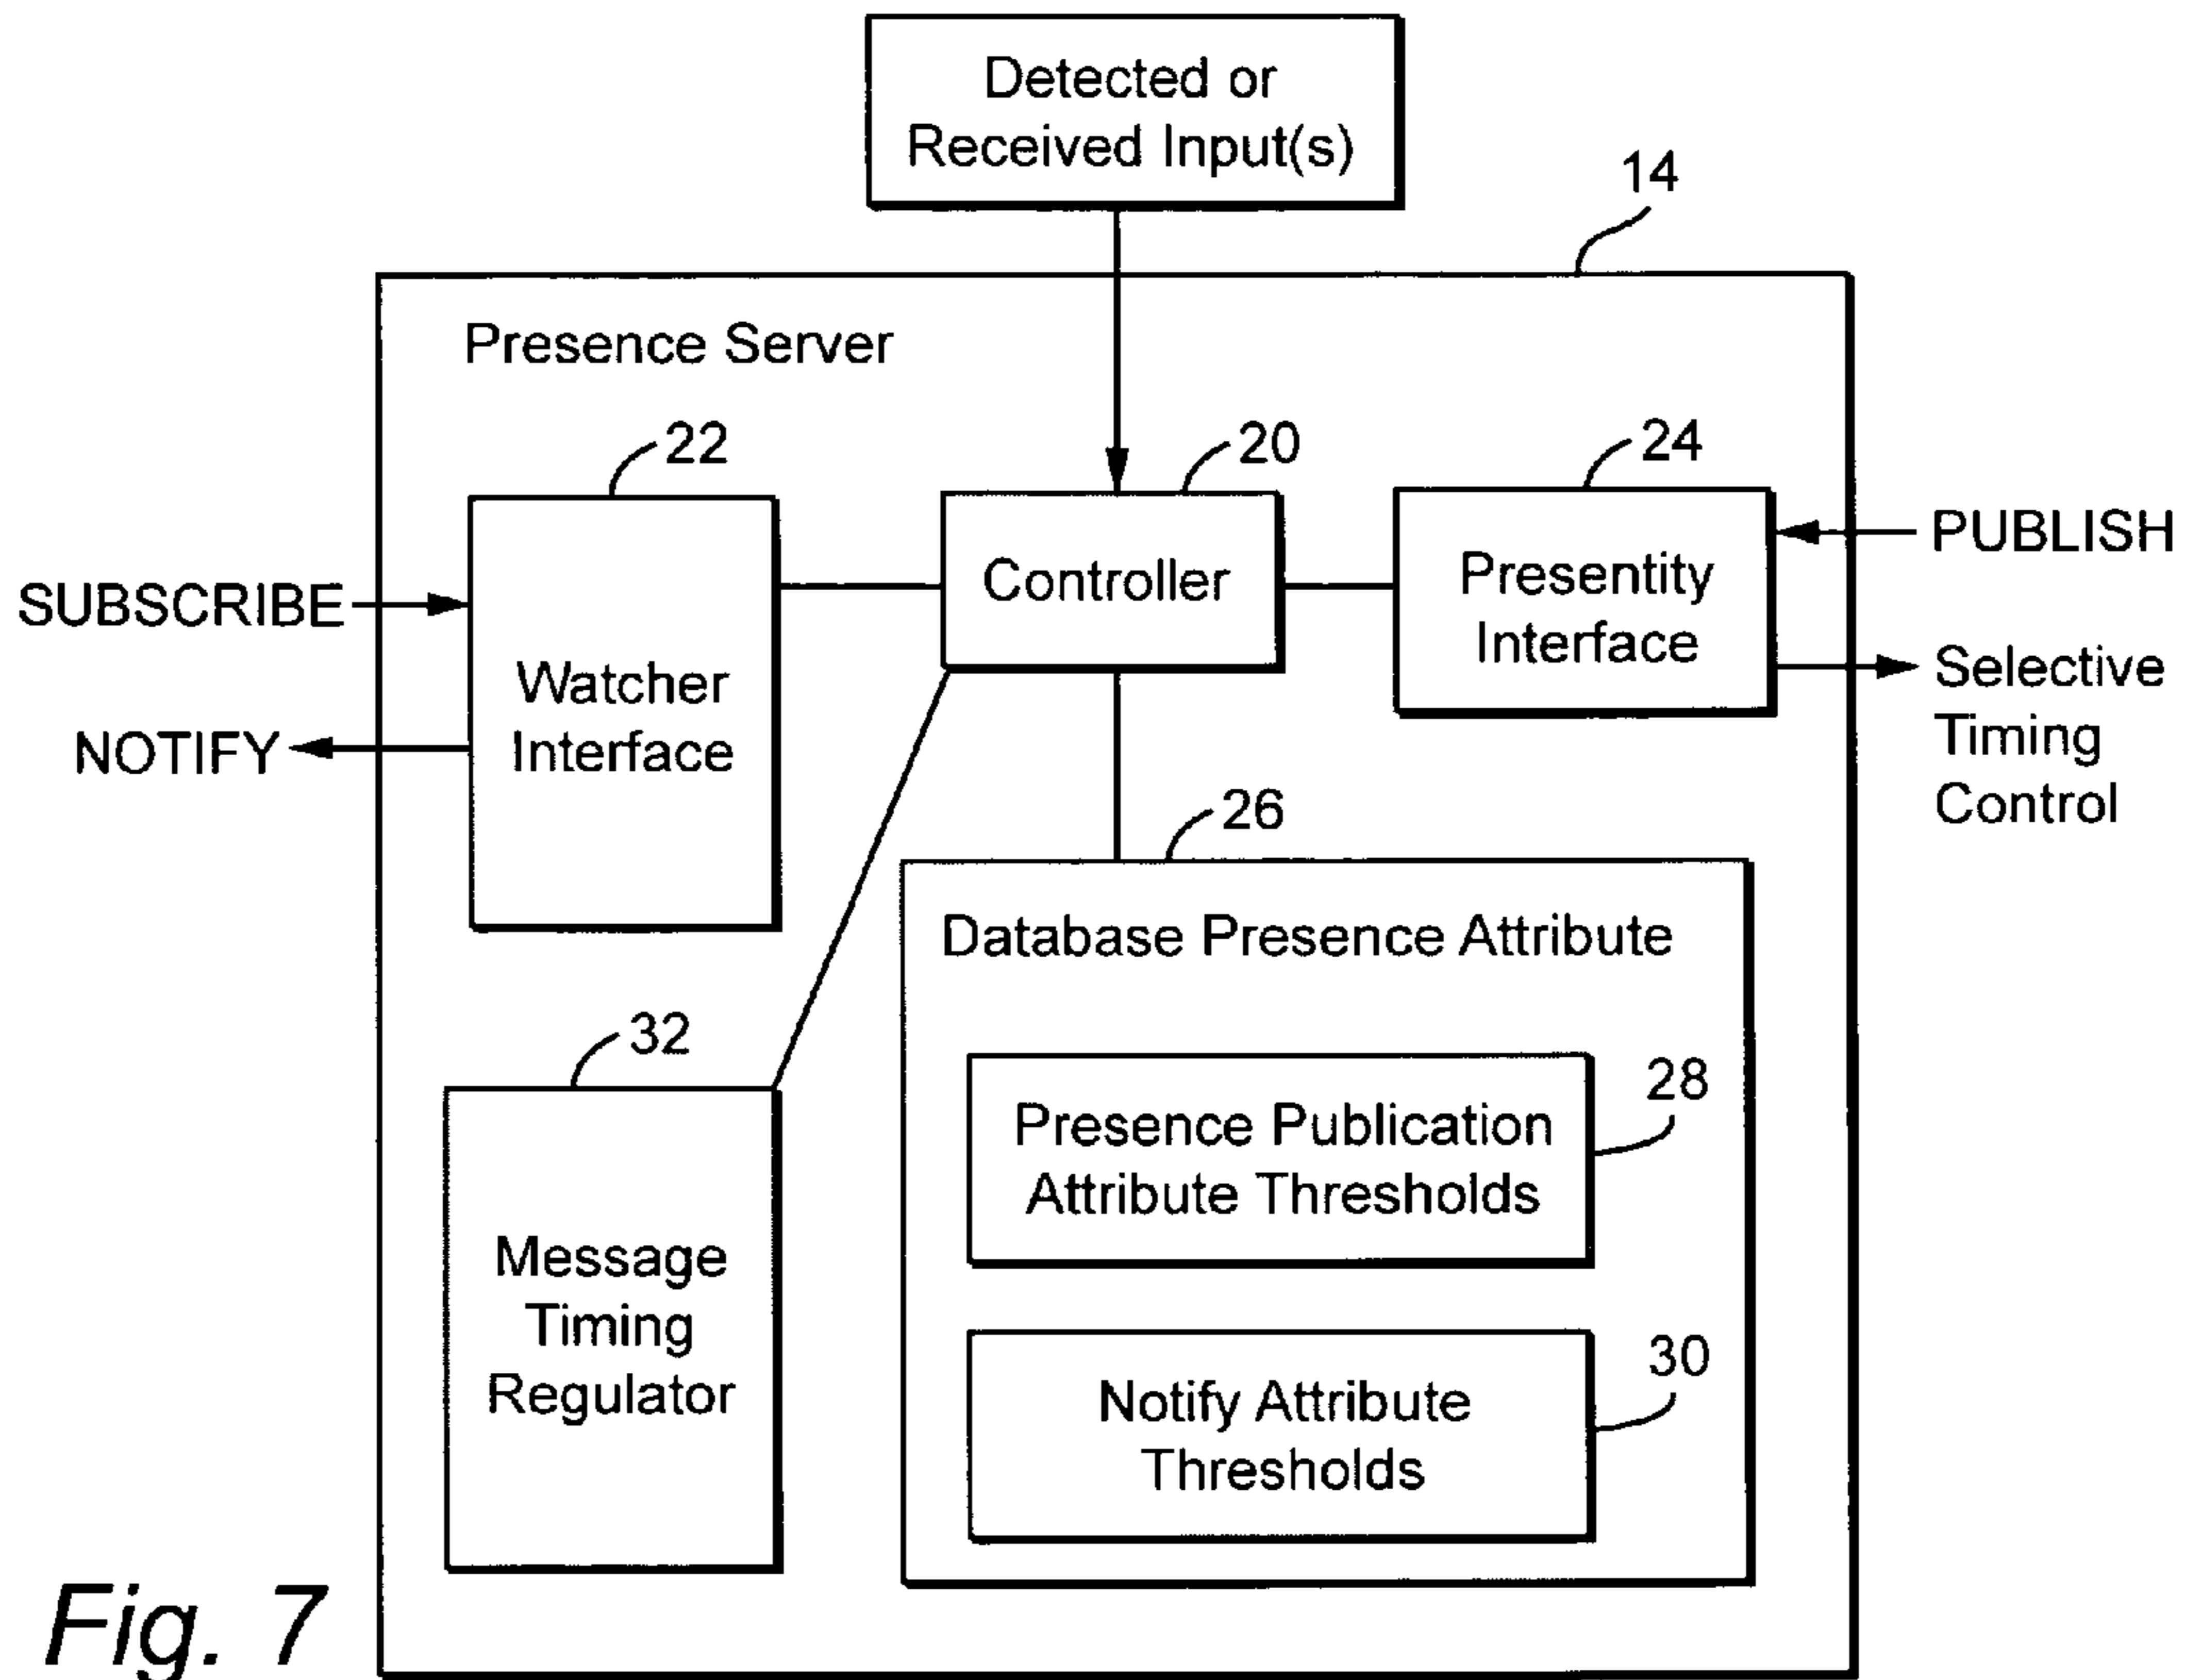 Detected or
Received Input(s)
14
Presence Server
22
20
24
SUBSCRIBE
NOTIFY
Watcher
Interface
Controller
Presentity
Interface
PUBLISH
Selective
Timing
Control
26
Database Presence Attribute
32
Message
Timing
Regulator
28
Presence Publication
Attribute Thresholds
30
Notify Attribute
Thresholds
Fig. 7